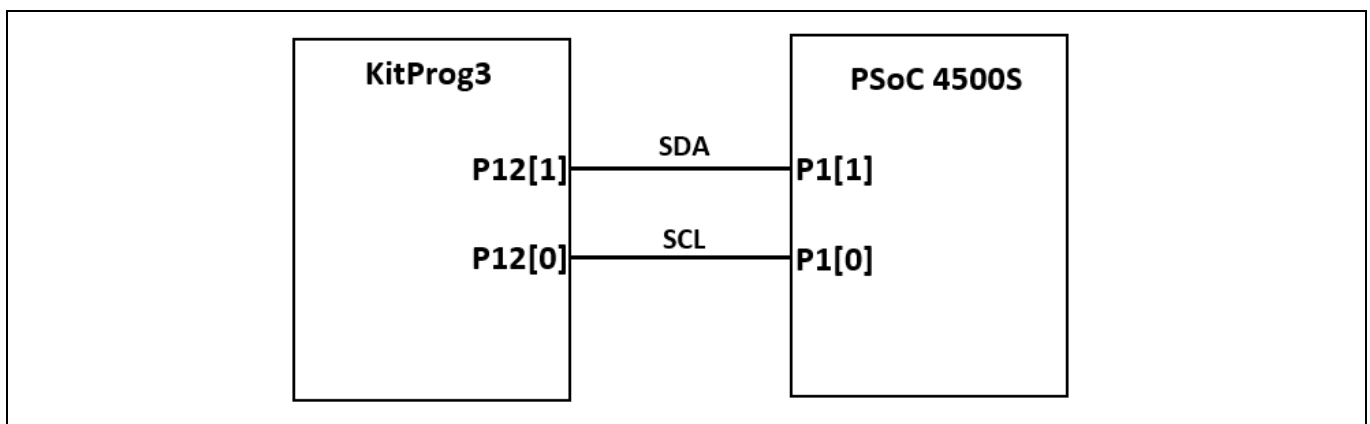 KitProg3
PSoC 4500S
SDA
P12[1]
P1[1]
SCL
P12[0]
P1[0]